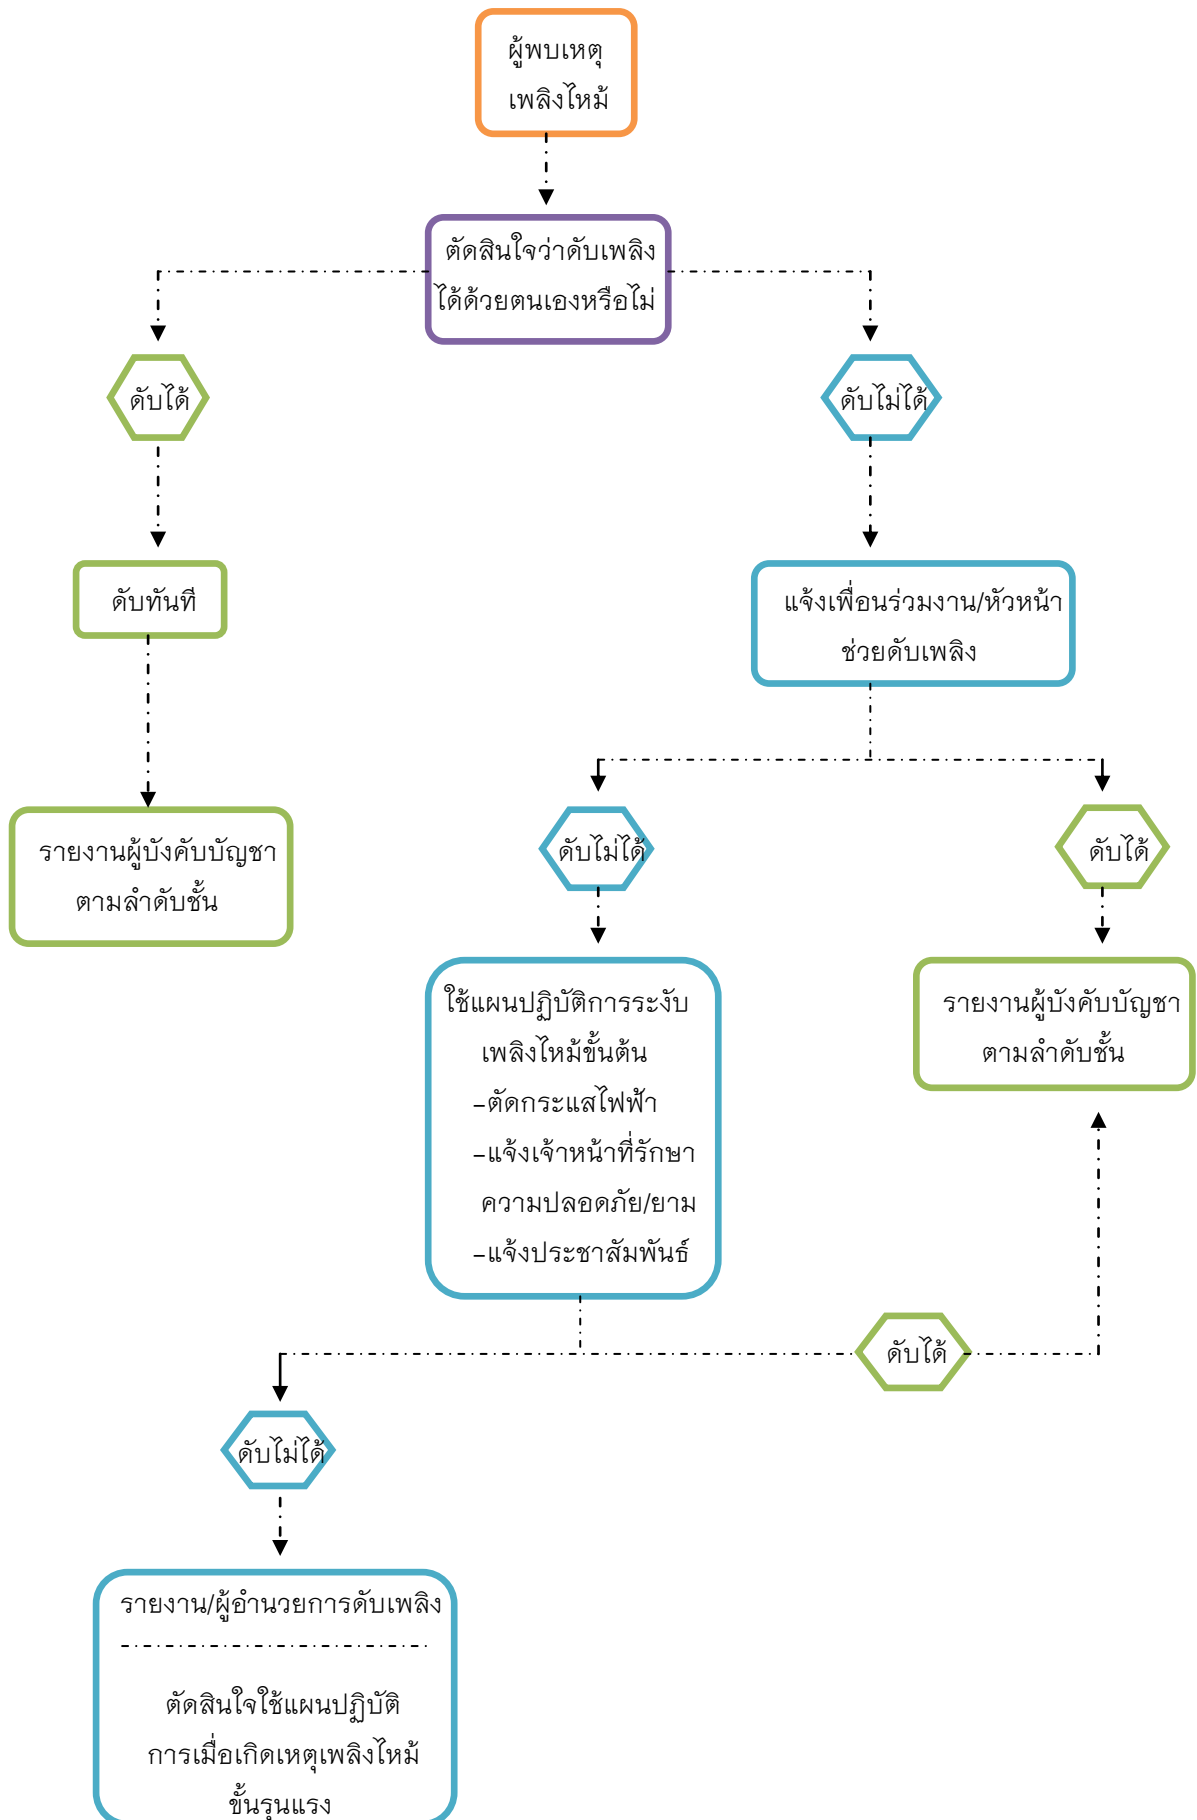 ผู้พบเหตุ
เพลิงไหม้
ตัดสินใจว่าดับเพลิง
ได้ด้วยตนเองหรือไม่
ดับได้
ดับไม่ได้
ดับทันที
แจ้งเพื่อนร่วมงาน/หัวหน้า
ช่วยดับเพลิง
รายงานผู้บังคับบัญชา
ตามลำดับชั้น
ดับไม่ได้
ดับได้
ใช้แผนปฏิบัติการระงับ
เพลิงไหม้ขั้นต้น
-ตัดกระแสไฟฟ้า
-แจ้งเจ้าหน้าที่รักษา
ความปลอดภัย/ยาม
-แจ้งประชาสัมพันธ์
รายงานผู้บังคับบัญชา
ตามลำดับชั้น
ดับได้
ดับไม่ได้
รายงาน/ผู้อำนวยการดับเพลิง
ตัดสินใจใช้แผนปฏิบัติ
การเมื่อเกิดเหตุเพลิงไหม้
ขั้นรุนแรง